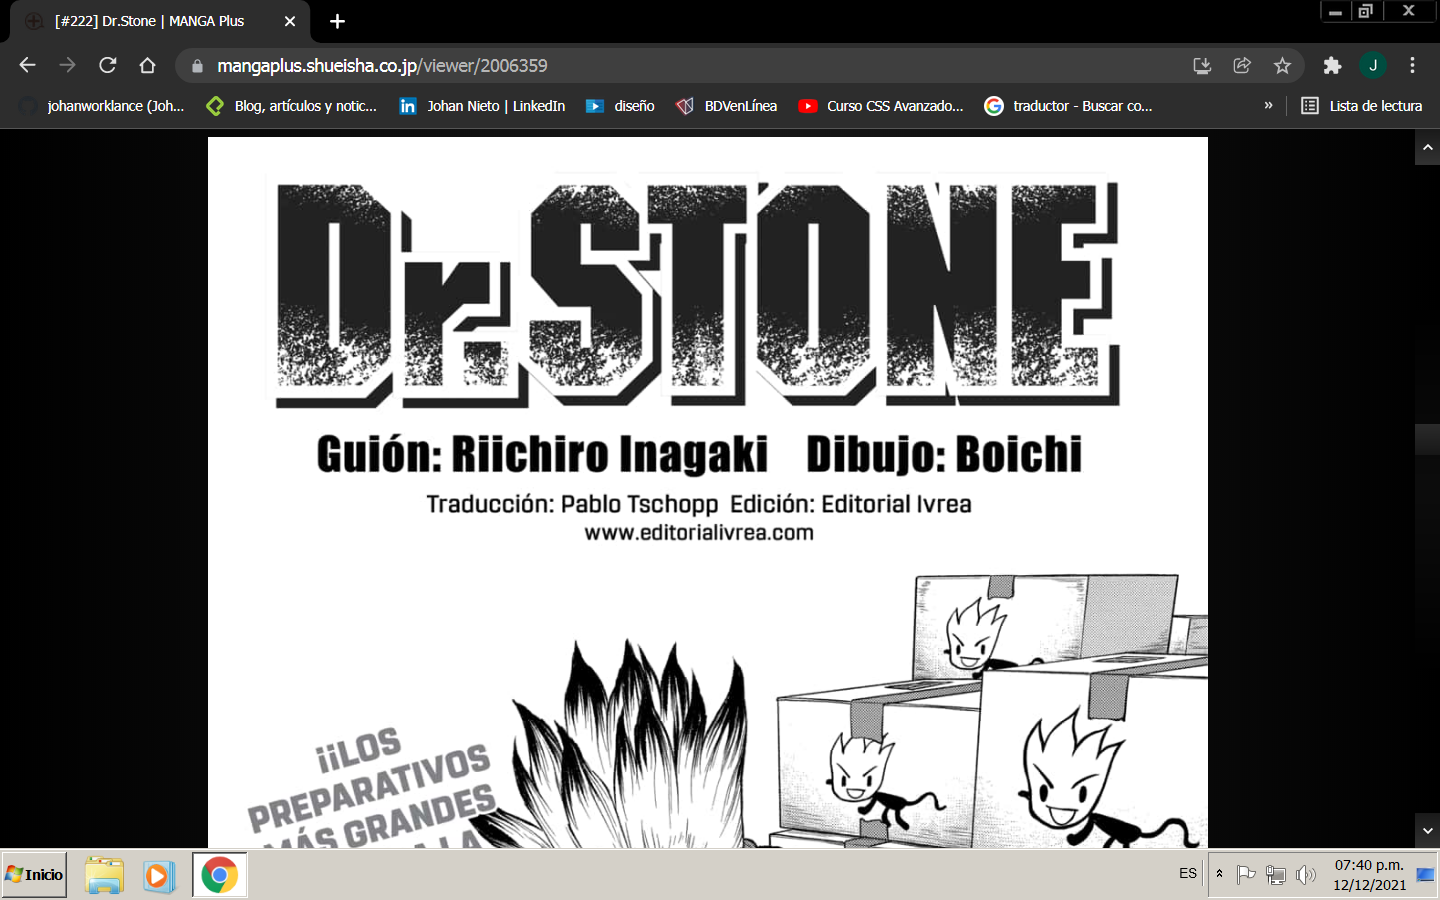 [#222] Dr.Stone | MANGA Plus
mangaplus.shueisha.co.jp/viewer/2006359
J
johanworklance (Joh...
Blog, artículos y notic...
in
Johan Nieto | LinkedIn
diseño
BDVenLínea
Curso CSS Avanzado...
traductor - Buscar co...
»
Lista de lectura
Dr.STONE
Guión: Riichiro Inagaki Dibujo: Boichi
Traducción: Pablo Tschopp Edición: Editorial Ivrea
www.editorialivrea.com
¡¡LOS
PREPARATIVOS
MÁS GRANDES
LA
Inicio
ES
07:40 p.m.
12/12/2021